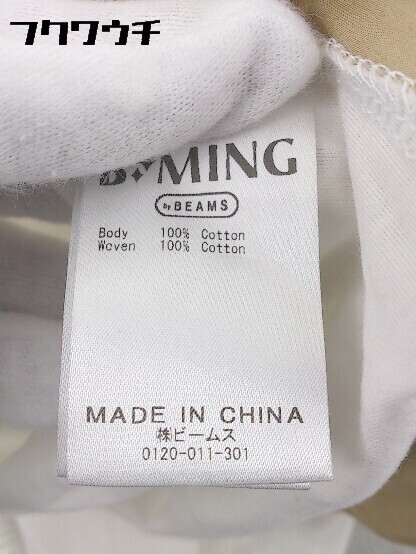 フクワウチ
B:MING
by BEAMS
Body 100% Cotton
Woven 100% Cotton
MADE IN CHINA
㈱ビームス
0120-011-301